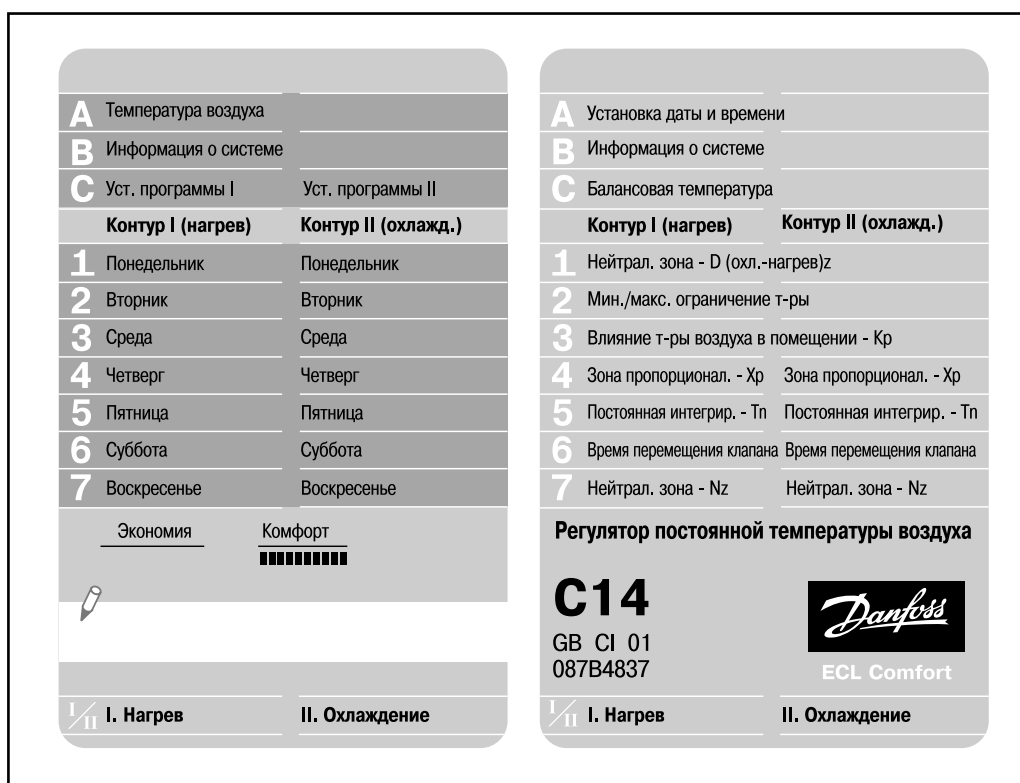 A Температура воздуха
B Информация о системе
C Уст. программы I Уст. программы II
Контур I (нагрев) Контур II (охлажд.)
1 Понедельник Понедельник
2 Вторник Вторник
3 Среда Среда
4 Четверг Четверг
5 Пятница Пятница
6 Суббота Суббота
7 Воскресенье Воскресенье
Экономия Комфорт
I/II I. Нагрев II. Охлаждение
A Установка даты и времени
B Информация о системе
C Балансовая температура
Контур I (нагрев) Контур II (охлажд.)
1 Нейтрал. зона - D (охл.-нагрев)z
2 Мин./макс. ограничение т-ры
3 Влияние т-ры воздуха в помещении - Кр
4 Зона пропорционал. - Хр Зона пропорционал. - Хр
5 Постоянная интегрир. - Tn Постоянная интегрир. - Tn
6 Время перемещения клапана Время перемещения клапана
7 Нейтрал. зона - Nz Нейтрал. зона - Nz
Регулятор постоянной температуры воздуха
C14
GB CI 01
087B4837
Danfoss
ECL Comfort
I/II I. Нагрев II. Охлаждение